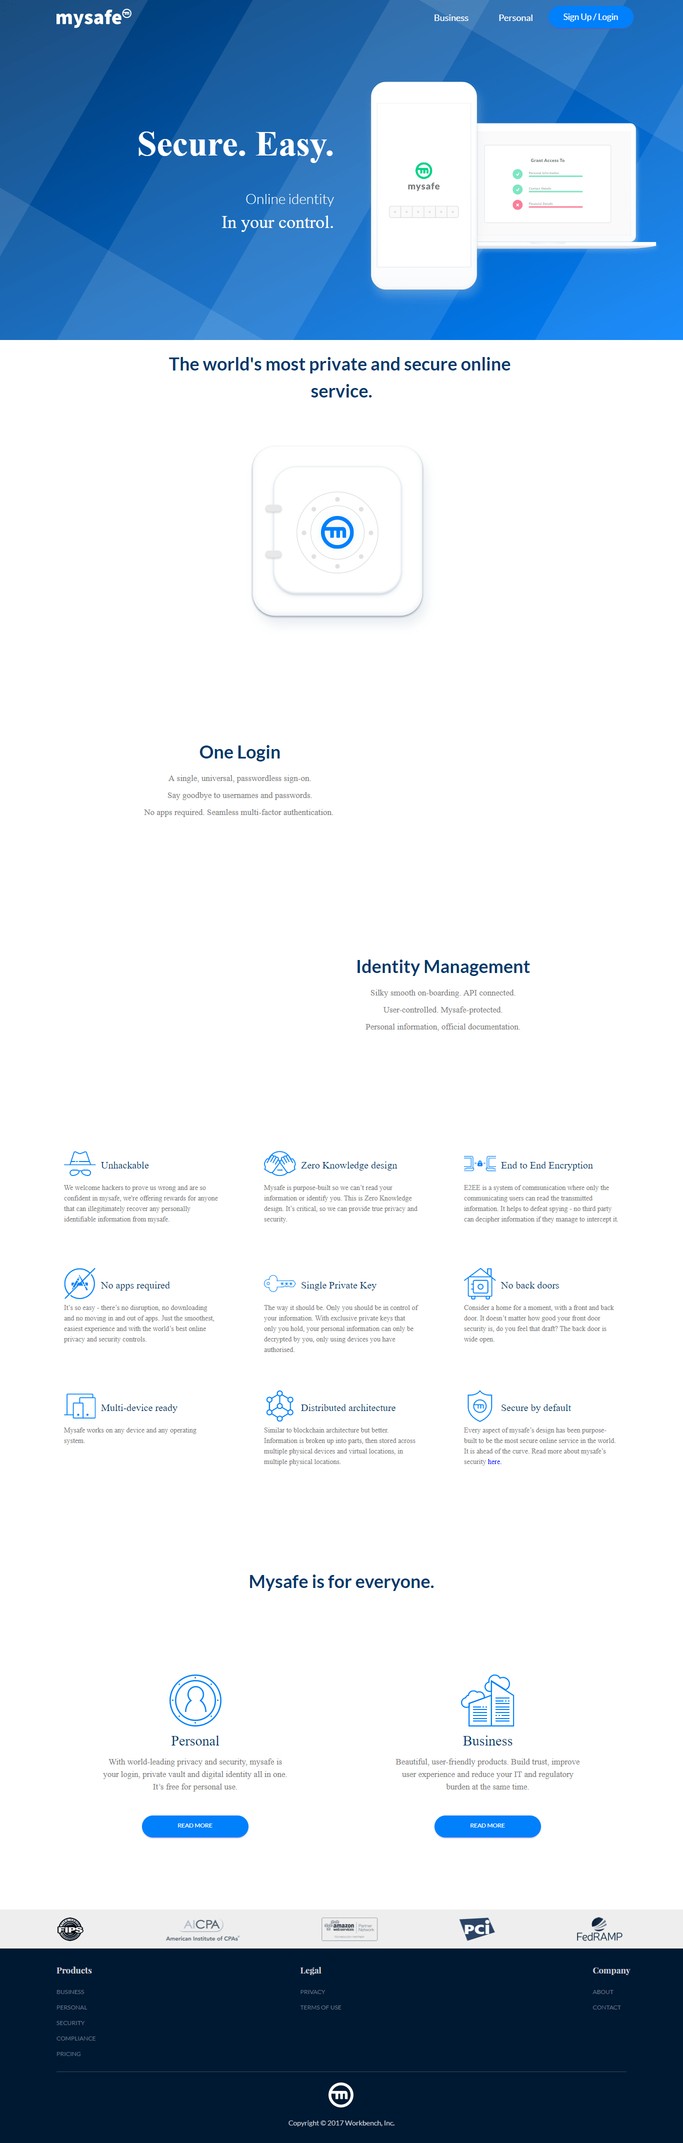 mysafe
Business
Personal
Sign Up / Login
Secure. Easy.
Online identity
In your control.
mysafe
Grant Access To
The world's most private and secure online
service.
One Login
A single, universal, passwordless sign-on.
Say goodbye to usernames and passwords.
No apps required. Seamless multi-factor authentication.
Identity Management
Silky smooth on-boarding. API connected.
User-controlled. Mysafe-protected.
Personal information, official documentation.
Unhackable
We welcome hackers to prove us wrong and are so
confident in mysafe, we're offering rewards for anyone
that can illegitimately recover any personally
identifiable information from mysafe.
Zero Knowledge design
Mysafe is purpose-built so we can't read your
information or identify you. This is Zero Knowledge
design. It's critical, so we can provide true privacy and
security.
End to End Encryption
E2EE is a system of communication where only the
communicating users can read the transmitted
information. It helps to defeat spying - no third party
can decipher information if they manage to intercept it.
No apps required
It's so easy - there's no disruption, no downloading
and no moving in and out of apps. Just the smoothest,
easiest experience and with the world's best online
privacy and security controls.
Single Private Key
The way it should be. Only you should be in control of
your information. With exclusive private keys that
only you hold, your personal information can only be
decrypted by you, only using devices you have
authorised.
No back doors
Consider a home for a moment, with a front and back
door. It doesn't matter how good your front door
security is, do you feel that draft? The back door is
wide open.
Multi-device ready
Mysafe works on any device and any operating
system.
Distributed architecture
Similar to blockchain architecture but better.
Information is broken up into parts, then stored across
multiple physical devices and virtual locations, in
multiple physical locations.
Secure by default
Every aspect of mysafe's design has been purpose-
built to be the most secure online service in the world.
It is ahead of the curve. Read more about mysafe's
security here.
Mysafe is for everyone.
Personal
With world-leading privacy and security, mysafe is
your login, private vault and digital identity all in one.
It's free for personal use.
READ MORE
Business
Beautiful, user-friendly products. Build trust, improve
user experience and reduce your IT and regulatory
burden at the same time.
READ MORE
FIPS
AICPA
American Institute of CPAs
amazon
Partner
Network
PCI
FedRAMP
Products
BUSINESS
PERSONAL
SECURITY
COMPLIANCE
PRICING
Legal
PRIVACY
TERMS OF USE
Company
ABOUT
CONTACT
Copyright © 2017 Workbench, Inc.